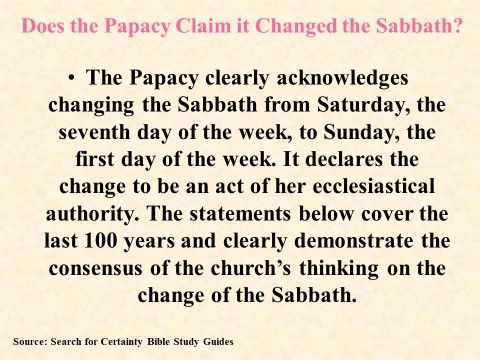 Does the Papacy Claim it Changed the Sabbath?
• The Papacy clearly acknowledges
changing the Sabbath from Saturday, the
seventh day of the week, to Sunday, the
first day of the week. It declares the
change to be an act of her ecclesiastical
authority. The statements below cover the
last 100 years and clearly demonstrate the
consensus of the church’s thinking on the
change of the Sabbath.
Source: Search for Certainty Bible Study Guides